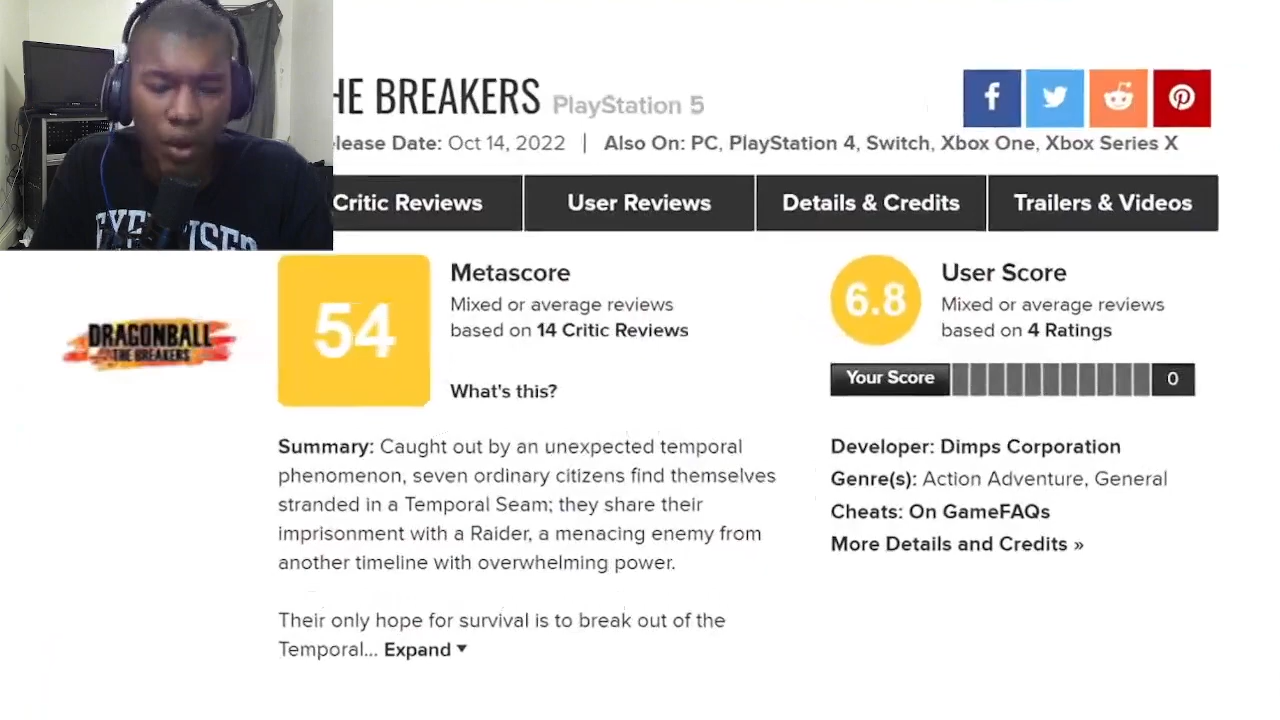 HE BREAKERS PlayStation 5
lease Date: Oct 14, 2022 | Also On: PC, PlayStation 4, Switch, Xbox One, Xbox Series X
Critic Reviews User Reviews Details & Credits Trailers & Videos
DRAGONBALL
THE BREAKERS
54
Metascore
Mixed or average reviews
based on 14 Critic Reviews
What's this?
6.8
User Score
Mixed or average reviews
based on 4 Ratings
Your Score 0
Summary: Caught out by an unexpected temporal
phenomenon, seven ordinary citizens find themselves
stranded in a Temporal Seam; they share their
imprisonment with a Raider, a menacing enemy from
another timeline with overwhelming power.
Their only hope for survival is to break out of the
Temporal... Expand
Developer: Dimps Corporation
Genre(s): Action Adventure, General
Cheats: On GameFAQs
More Details and Credits »